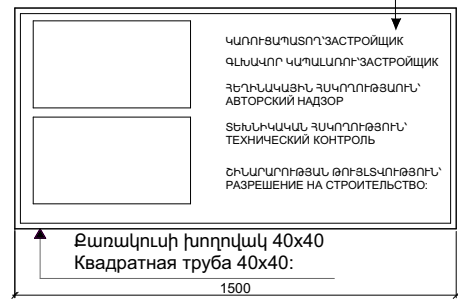 ԿԱՌՈՒՑԱՊԱՏՈՂ՝ЗАСТРОЙЩИК
ԳԼԽԱՎՈՐ ԿԱՊԱԼԱՌՈՒ՝ЗАСТРОЙЩИК
ՀԵՂԻՆԱԿԱՅԻՆ ՀՍԿՈՂՈՒԹՅԱՈՒՆ՝
АВТОРСКИЙ НАДЗОР
ՏԵԽՆԻԿԱԿԱՆ ՀՍԿՈՂՈՒԹՅՈՒՆ՝
ТЕХНИЧЕСКИЙ КОНТРОЛЬ
ՇԻՆԱՐԱՐՈՒԹՅԱՆ ԹՈՒՅԼՏՎՈՒԹՅՈՒՆ՝
РАЗРЕШЕНИЕ НА СТРОИТЕЛЬСТВО:
Քառակուսի խողովակ 40x40
Квадратная труба 40x40:
1500